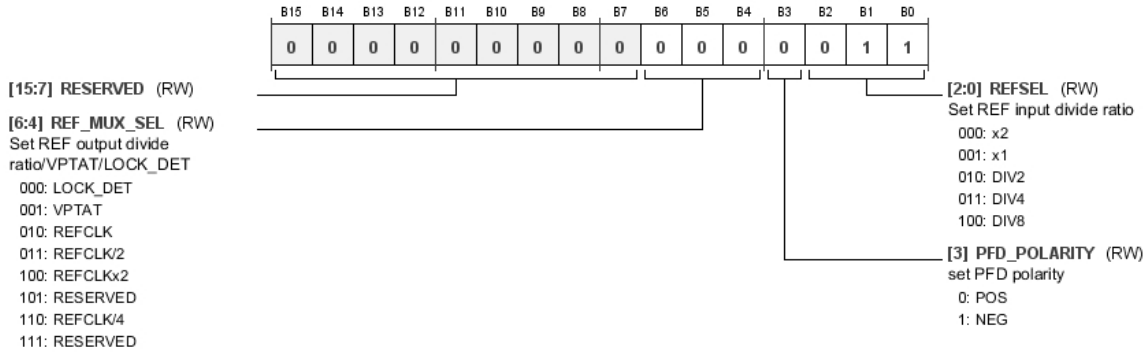 B15 B14 B13 B12 B11 B10 B9 B8 B7 B6 B5 B4 B3 B2 B1 B0
0 0 0 0 0 0 0 0 0 0 0 0 0 0 1 1
[15:7] RESERVED (RW)
[6:4] REF_MUX_SEL (RW)
Set REF output divide
ratio/VPTAT/LOCK_DET
000: LOCK_DET
001: VPTAT
010: REFCLK
011: REFCLK/2
100: REFCLKx2
101: RESERVED
110: REFCLK/4
111: RESERVED
[2:0] REFSEL (RW)
Set REF input divide ratio
000: x2
001: x1
010: DIV2
011: DIV4
100: DIV8
[3] PFD_POLARITY (RW)
set PFD polarity
0: POS
1: NEG